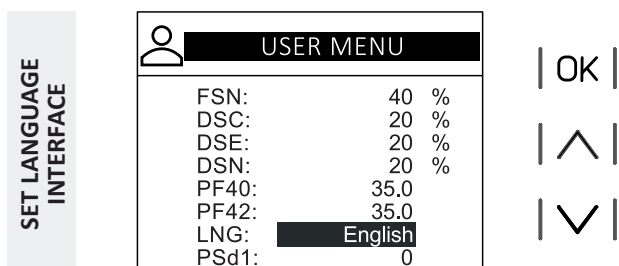 SET LANGUAGE
INTERFACE
USER MENU
OK
FSN: 40 %
DSC: 20 %
DSE: 20 %
DSN: 20 %
PF40: 35.0
PF42: 35.0
LNG: English
PSd1: 0